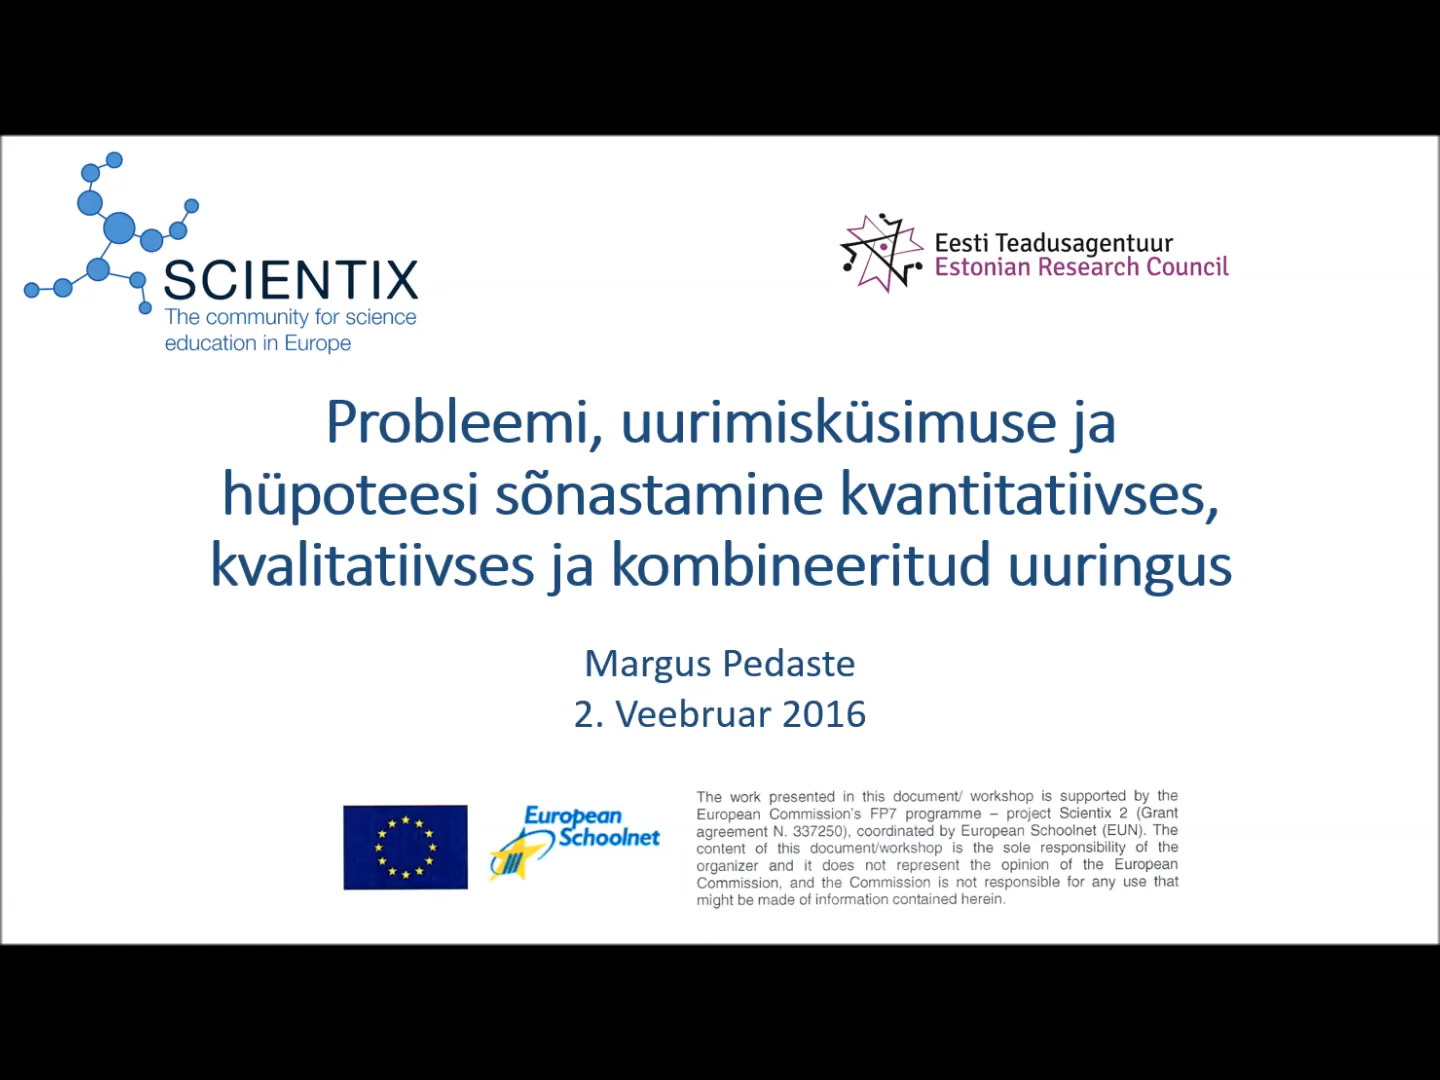 SCIENTIX
The community for science
education in Europe
Eesti Teadusagentuur
Estonian Research Council
Probleemi, uurimisküsimuse ja
hüpoteesi sõnastamine kvantitatiivses,
kvalitatiivses ja kombineeritud uuringus
Margus Pedaste
2. Veebruar 2016
European
Schoolnet
The work presented in this document/ workshop is supported by the
European Commission's FP7 programme – project Scientix 2 (Grant
agreement N. 337250), coordinated by European Schoolnet (EUN). The
content of this document/workshop is the sole responsibility of the
organizer and it does not represent the opinion of the European
Commission, and the Commission is not responsible for any use that
might be made of information contained herein.